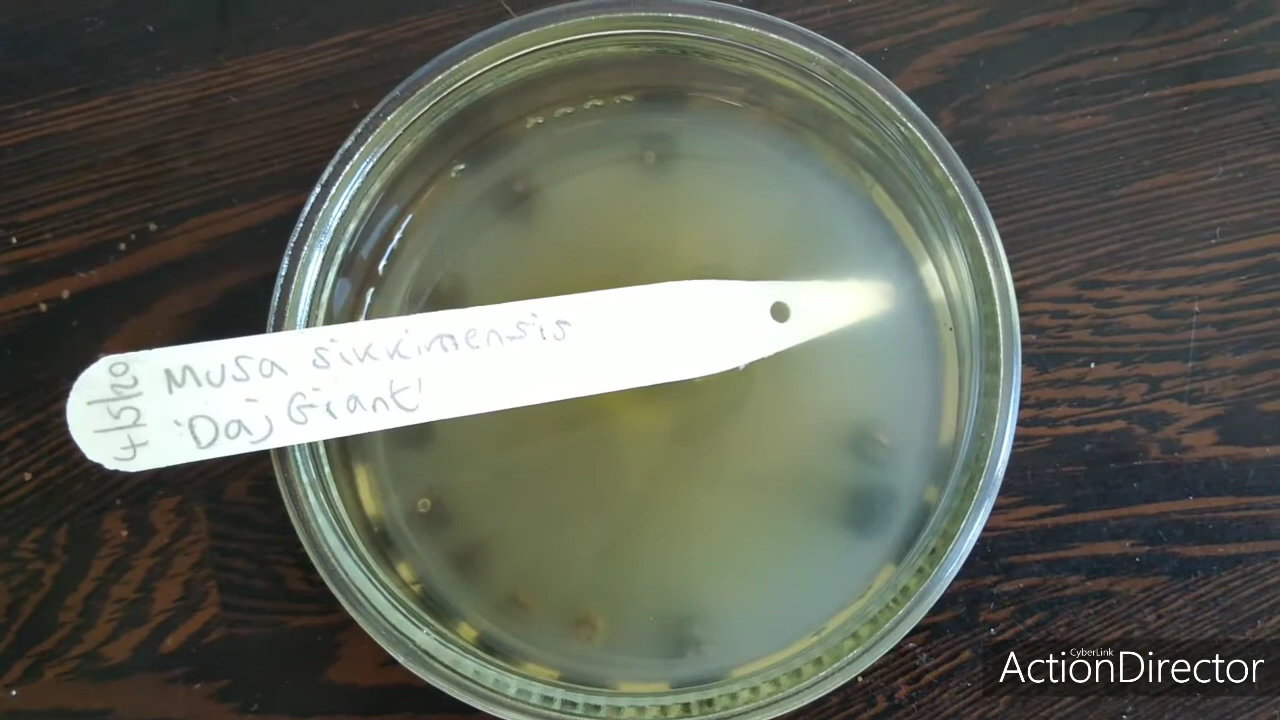 4/5/20
Musa sikkimensis
'Daj Giant'
CyberLink
ActionDirector